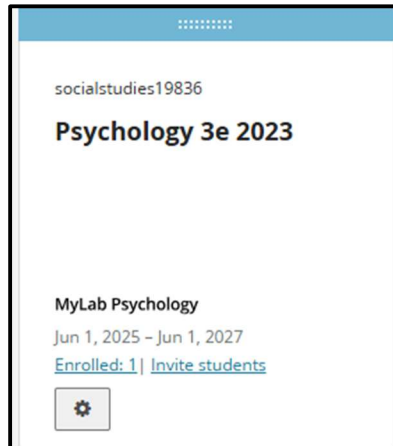 socialstudies19836
Psychology 3e 2023
MyLab Psychology
Jun 1, 2025 – Jun 1, 2027
Enrolled: 1| Invite students